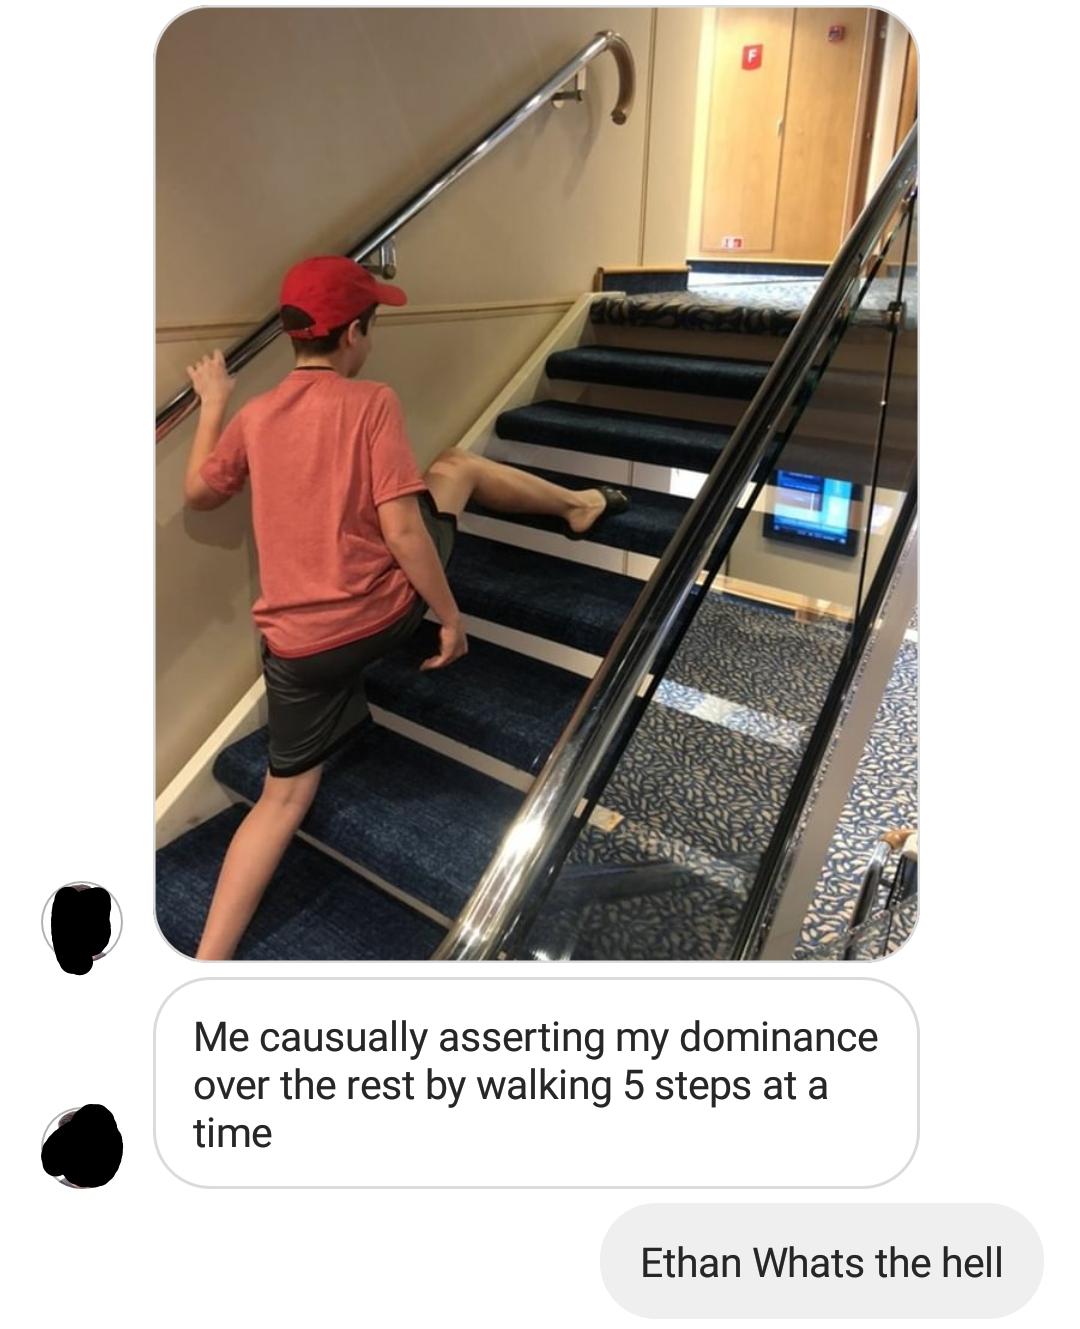 F
Me causually asserting my dominance
over the rest by walking 5 steps at a
time
Ethan Whats the hell